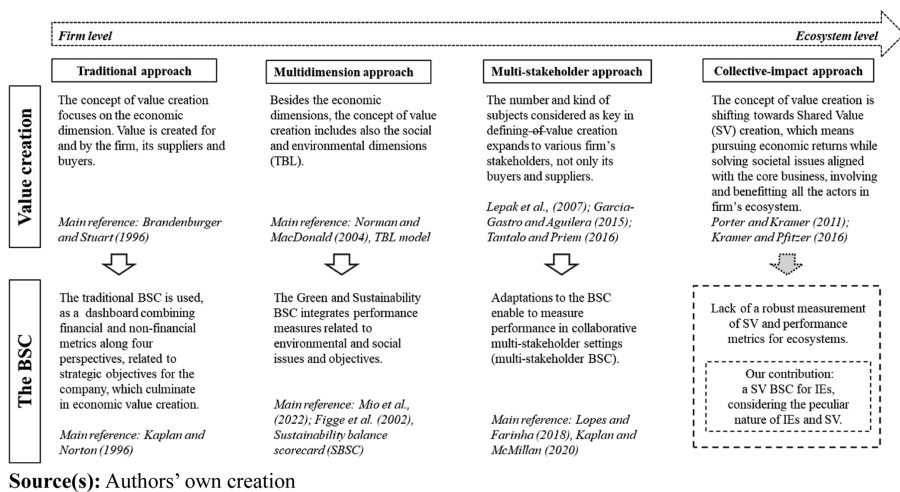 Firm level
Ecosystem level
Traditional approach
Multidimension approach
Multi-stakeholder approach
Collective-impact approach
Value creation
The concept of value creation
focuses on the economic
dimension. Value is created for
and by the firm, its suppliers and
buyers.
Main reference: Brandenburger
and Stuart (1996)
Besides the economic
dimensions, the concept of value
creation includes also the social
and environmental dimensions
(TBL).
Main reference: Norman and
MacDonald (2004), TBL model
The number and kind of
subjects considered as key in
defining of value creation
expands to various firm's
stakeholders, not only its
buyers and suppliers.
Lepak et al., (2007); Garcia-
Gastro and Aguilera (2015);
Tantalo and Priem (2016)
The concept of value creation is
shifting towards Shared Value
(SV) creation, which means
pursuing economic returns while
solving societal issues aligned
with the core business, involving
and benefitting all the actors in
firm's ecosystem.
Porter and Kramer (2011);
Kramer and Pfitzer (2016)
The BSC
The traditional BSC is used,
as a dashboard combining
financial and non-financial
metrics along four
perspectives, related to
strategic objectives for the
company, which culminate
in economic value creation.
Main reference: Kaplan and
Norton (1996)
The Green and Sustainability
BSC integrates performance
measures related to
environmental and social
issues and objectives.
Main reference: Mio et al.,
(2022); Figge et al. (2002),
Sustainability balance
scorecard (SBSC)
Adaptations to the BSC
enable to measure
performance in collaborative
multi-stakeholder settings
(multi-stakeholder BSC).
Main reference: Lopes and
Farinha (2018), Kaplan and
McMillan (2020)
Lack of a robust measurement
of SV and performance
metrics for ecosystems.
Our contribution:
a SV BSC for IEs,
considering the peculiar
nature of IEs and SV.
Source(s): Authors' own creation